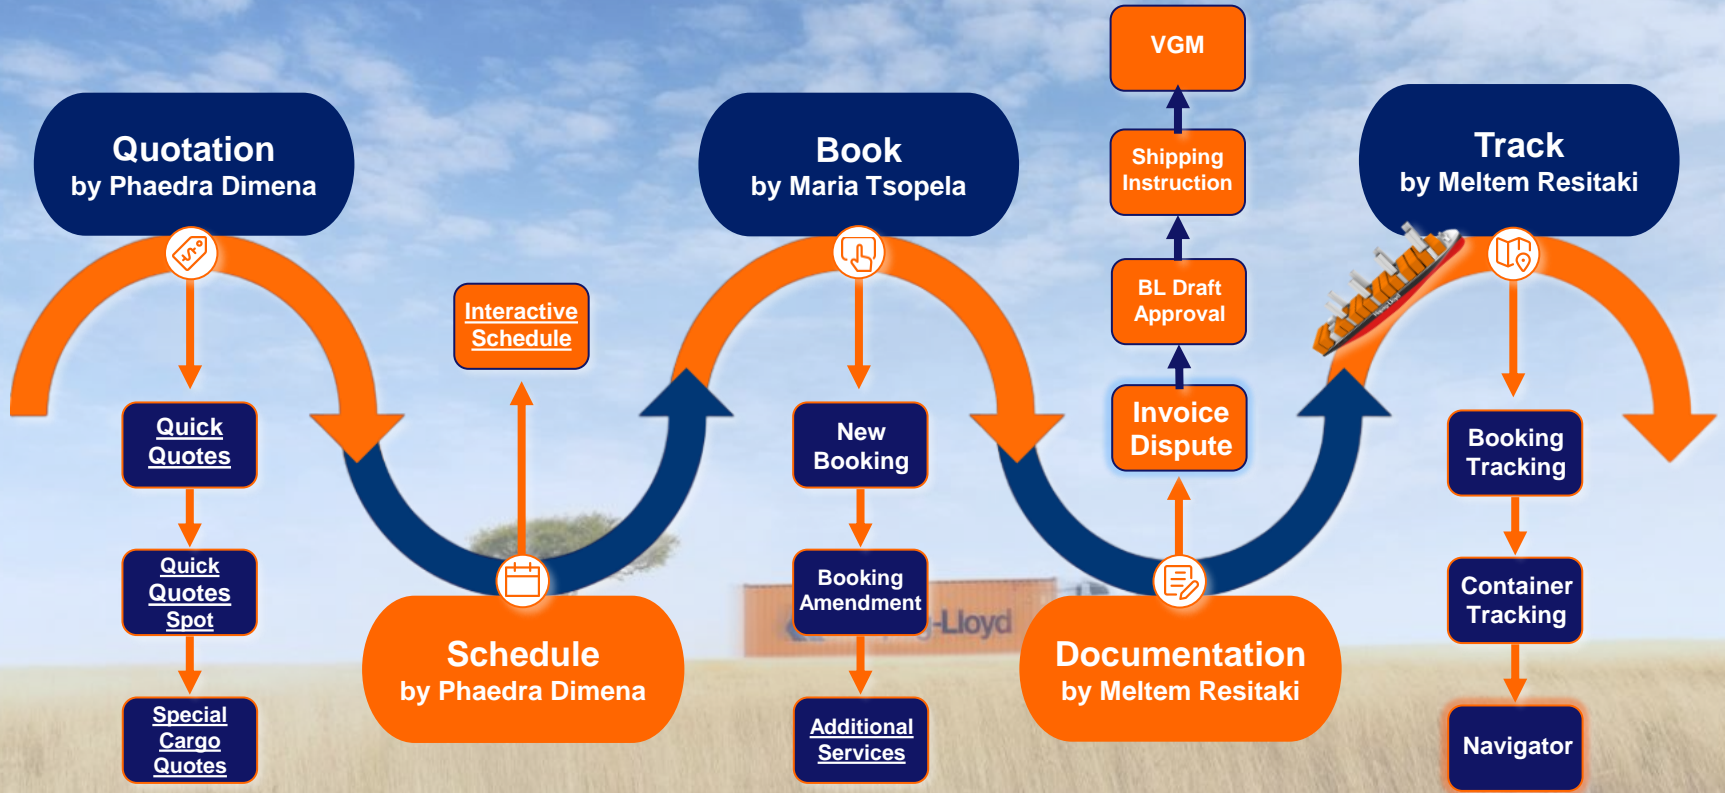 Quotation
by Phaedra Dimena
Quick
Quotes
Quick
Quotes
Spot
Special
Cargo
Quotes
Interactive
Schedule
Schedule
by Phaedra Dimena
Book
by Maria Tsopela
New
Booking
Booking
Amendment
Additional
Services
-Lloyd
VGM
Shipping
Instruction
BL Draft
Approval
Invoice
Dispute
Documentation
by Meltem Resitaki
Track
by Meltem Resitaki
Booking
Tracking
Container
Tracking
Navigator